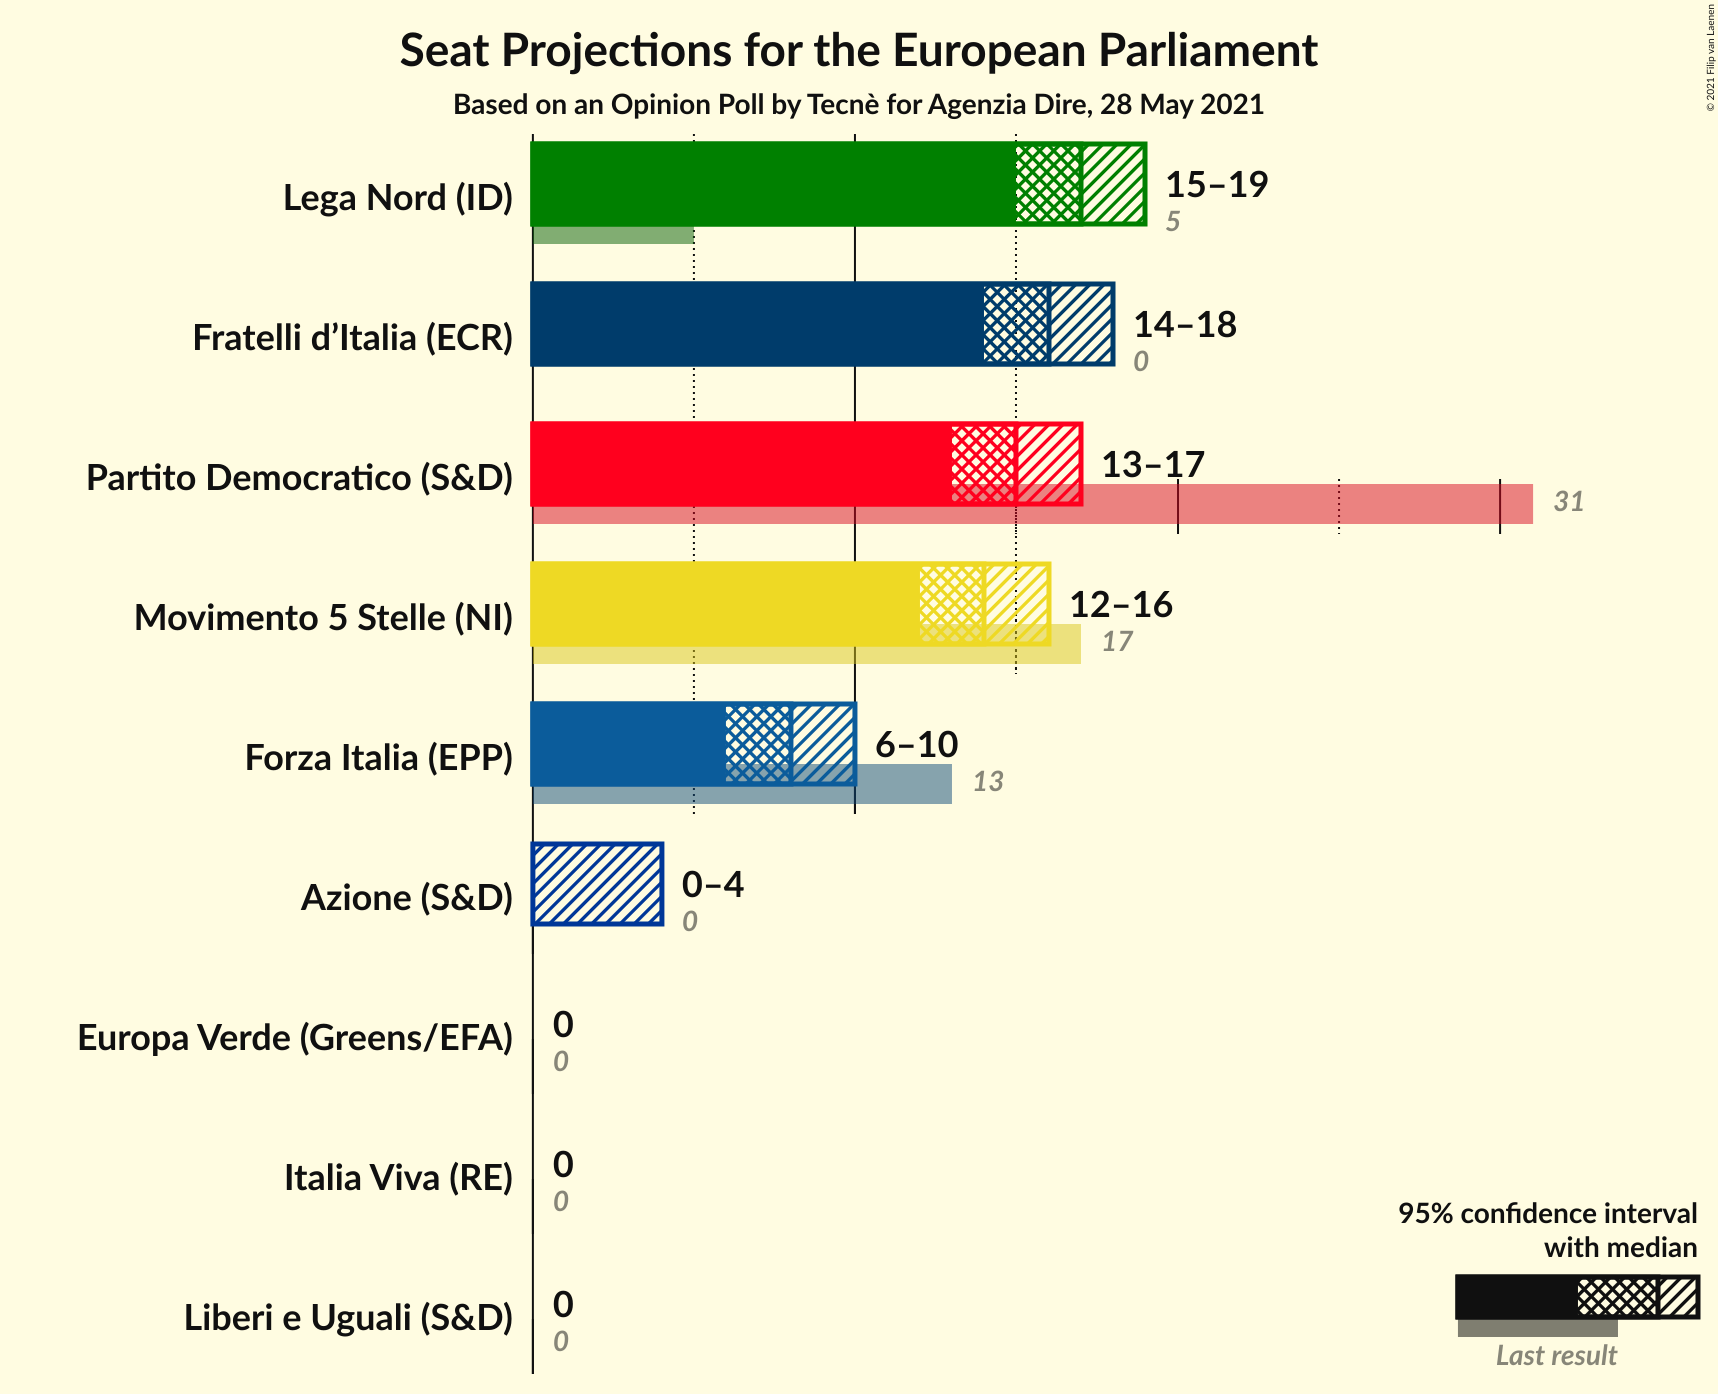 Seat Projections for the European Parliament
Based on an Opinion Poll by Tecnè for Agenzia Dire, 28 May 2021
© 2021 Filip van Laenen
Lega Nord (ID)
15–19
5
Fratelli d’Italia (ECR)
14–18
0
Partito Democratico (S&D)
13–17
31
Movimento 5 Stelle (NI)
12–16
17
Forza Italia (EPP)
6–10
13
Azione (S&D)
0–4
0
Europa Verde (Greens/EFA)
0
0
Italia Viva (RE)
0
0
Liberi e Uguali (S&D)
0
0
95% confidence interval
with median
Last result